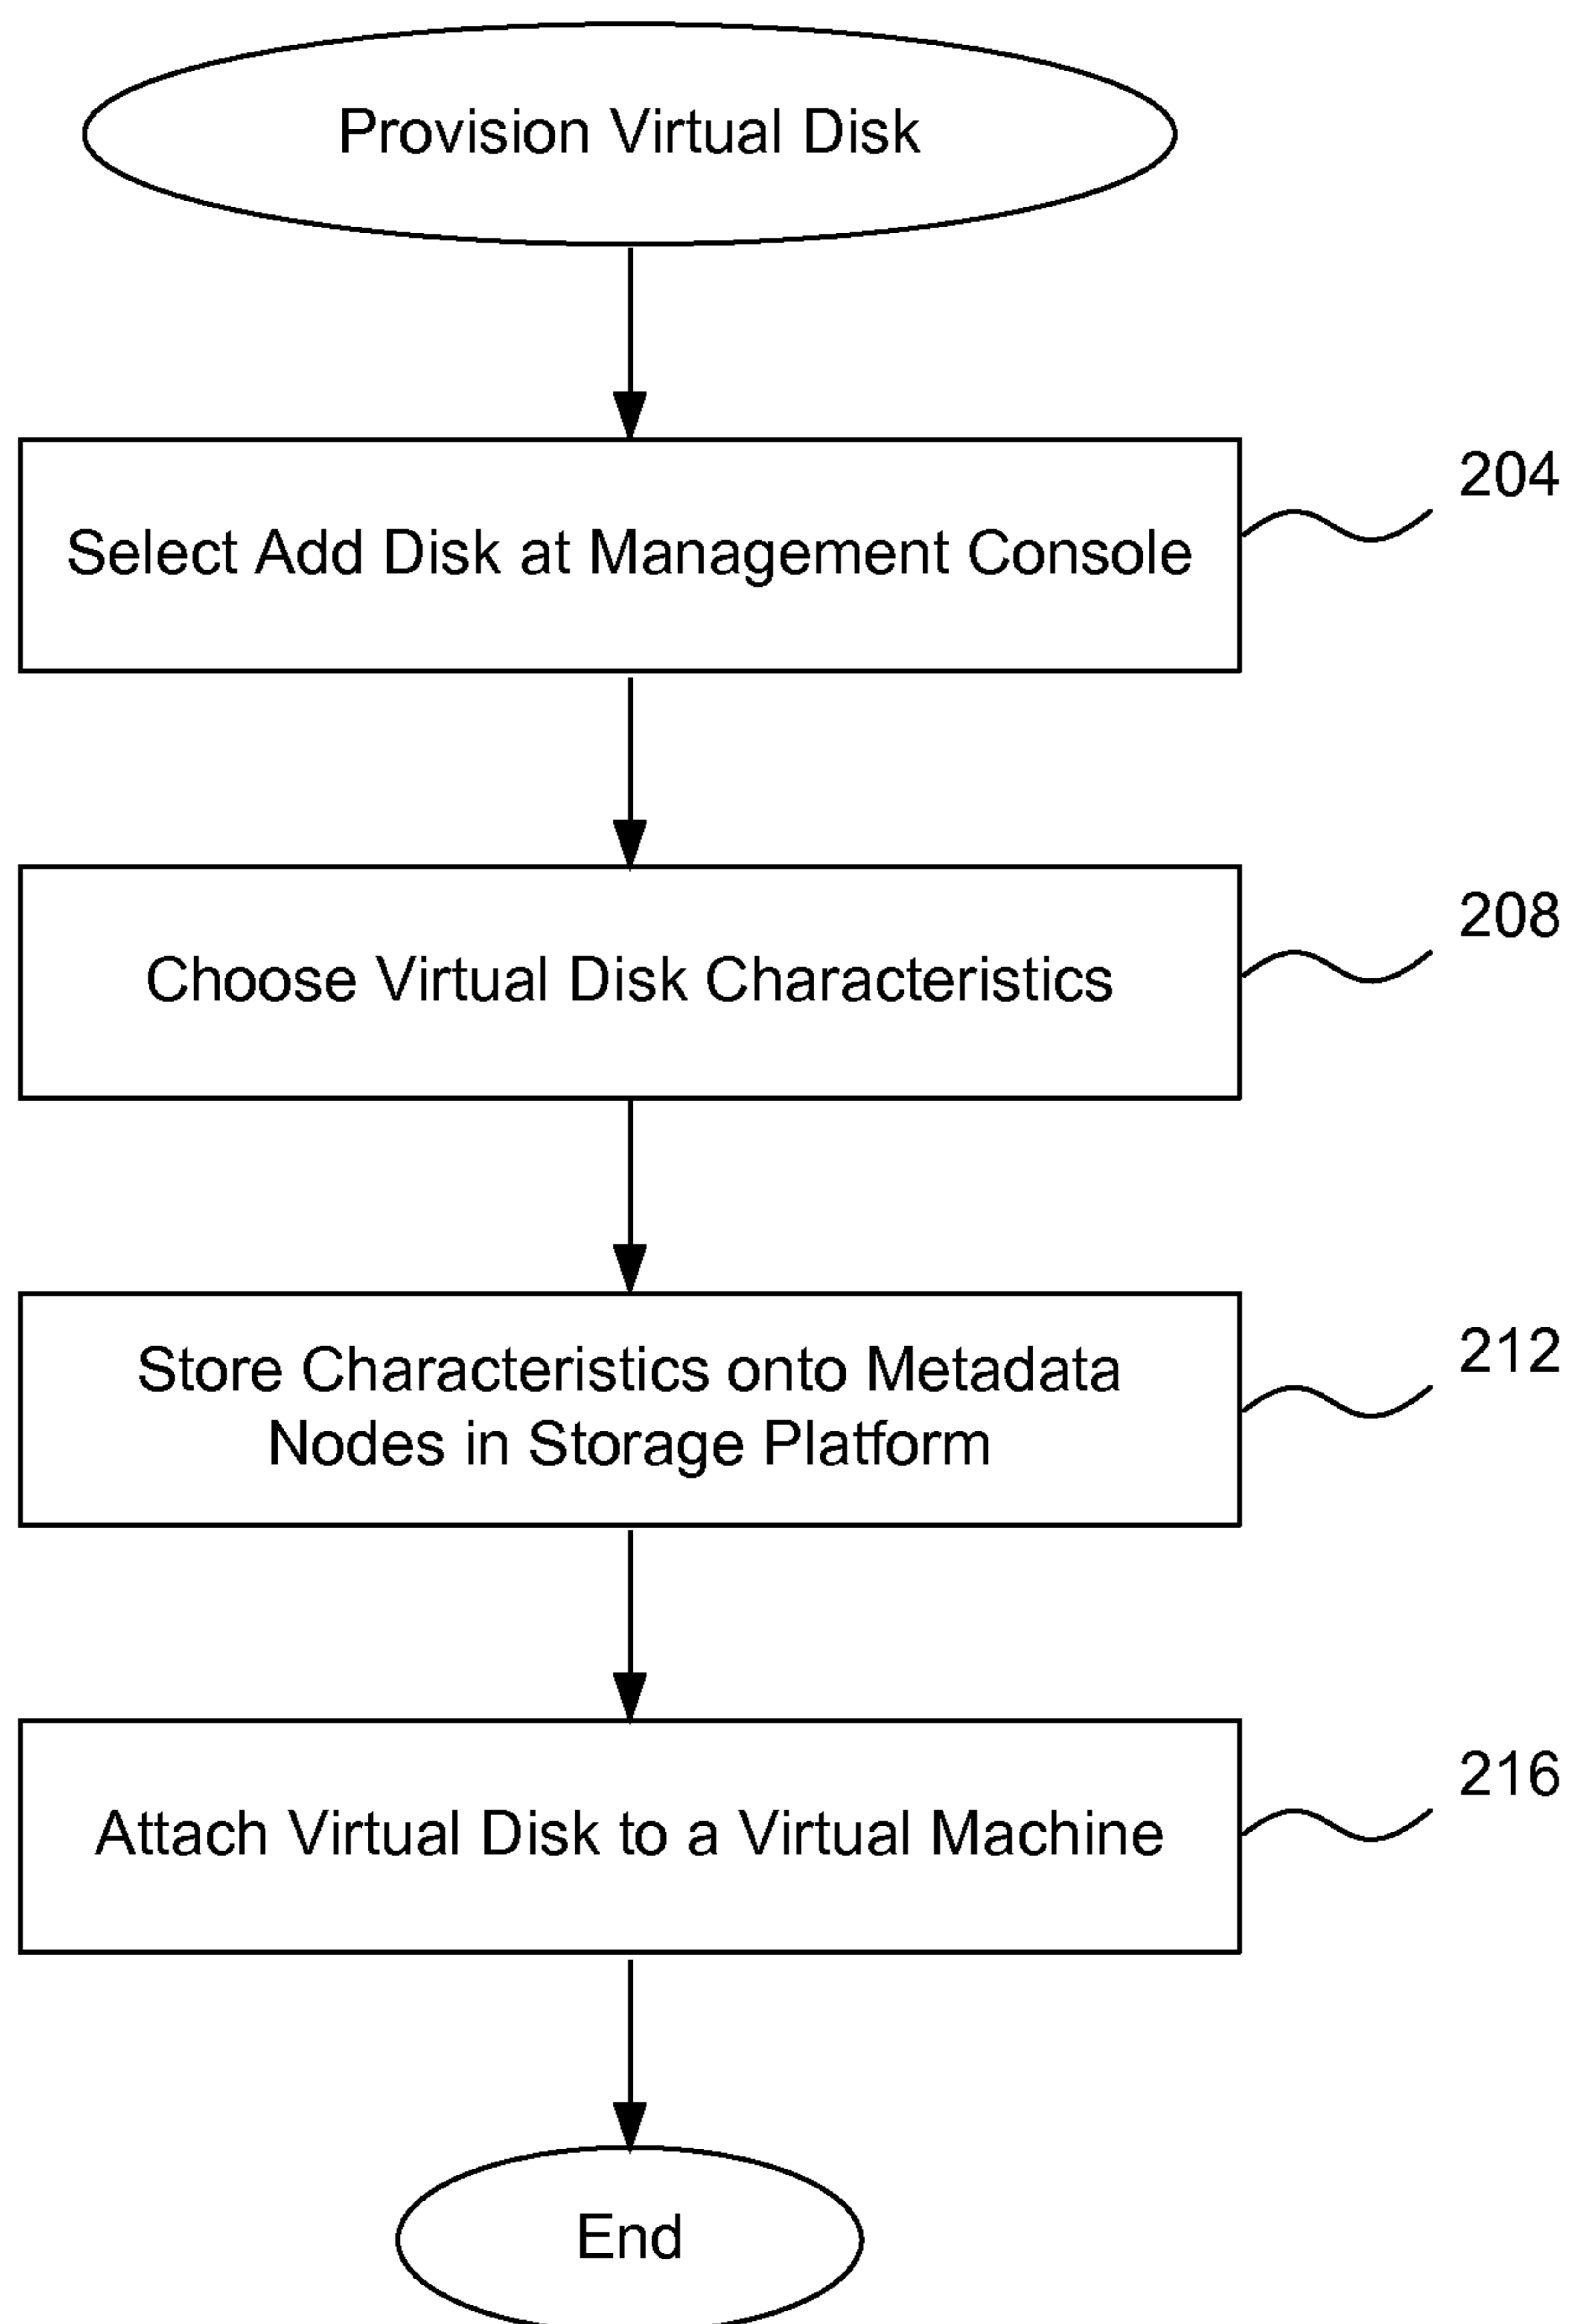 Provision Virtual Disk
204
Select Add Disk at Management Console
208
Choose Virtual Disk Characteristics
212
Store Characteristics onto Metadata
Nodes in Storage Platform
216
Attach Virtual Disk to a Virtual Machine
End